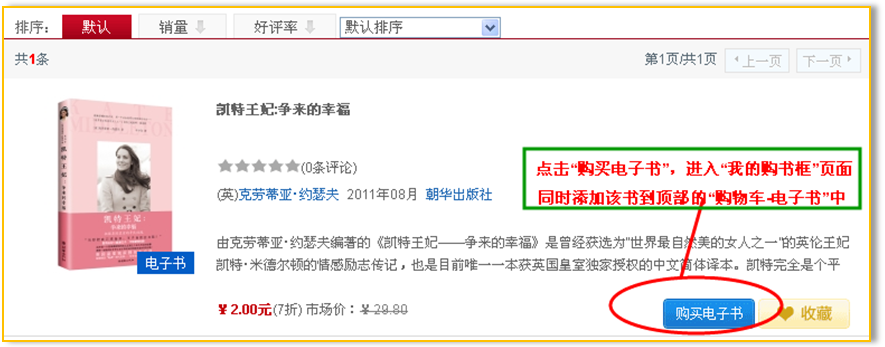 排序： 默认 销量 好评率 默认排序
共1条 第1页/共1页 上一页 下一页
凯特王妃:争来的幸福
(0条评论)
点击“购买电子书”，进入“我的购书框”页面
同时添加该书到顶部的“购物车-电子书”中
(英)克劳蒂亚·约瑟夫 2011年08月 朝华出版社
凯特王妃：
争来的幸福
电子书
由克劳蒂亚·约瑟夫编著的《凯特王妃——争来的幸福》是曾经获选为"世界最自然美的女人之一"的英伦王妃
凯特·米德尔顿的情感励志传记，也是目前唯一一本获英国皇室独家授权的中文简体译本。凯特完全是个平
¥ 2.00元(7折) 市场价：¥ 29.80 购买电子书 收藏